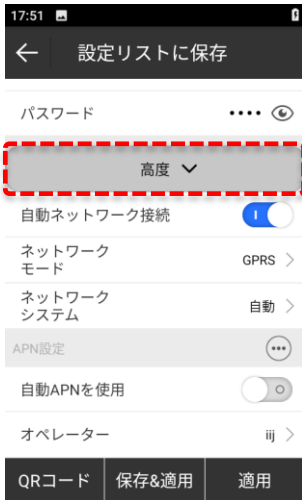 17:51
設定リストに保存
パスワード ••••
高度
自動ネットワーク接続
ネットワーク
モード GPRS
ネットワーク
システム 自動
APN設定
自動APNを使用
オペレーター iij
QRコード 保存&適用 適用